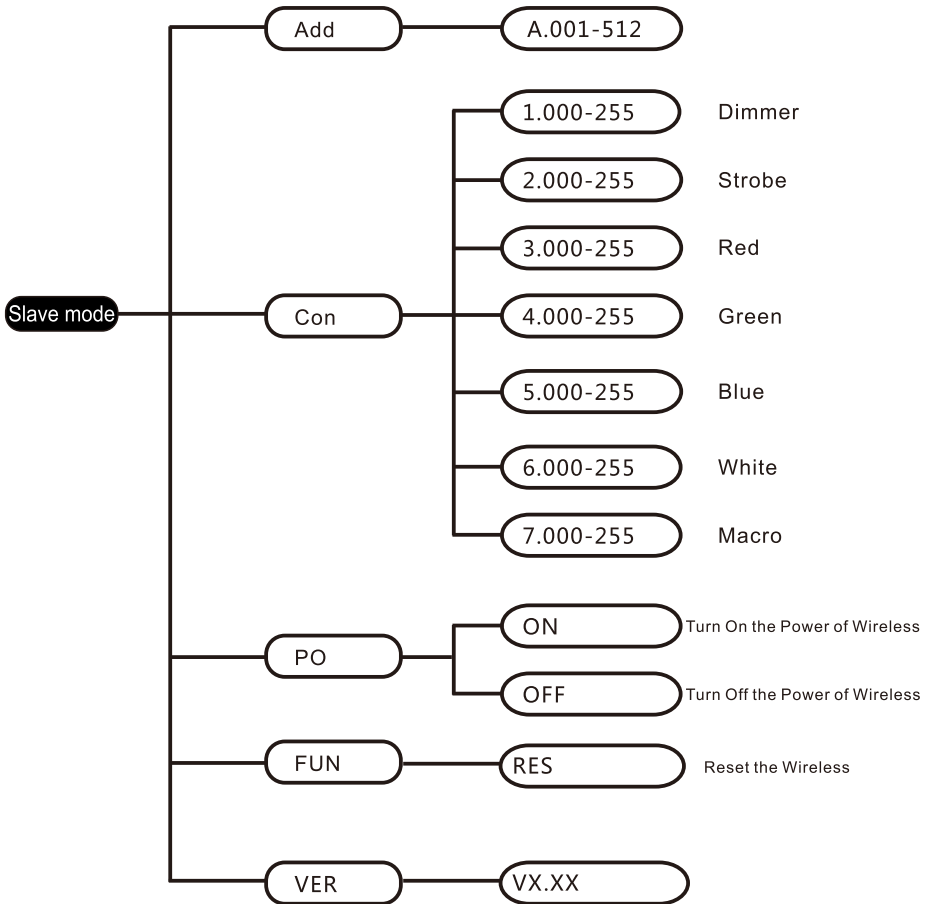 Add A.001-512
1.000-255 Dimmer
2.000-255 Strobe
3.000-255 Red
Slave mode Con 4.000-255 Green
5.000-255 Blue
6.000-255 White
7.000-255 Macro
PO ON Turn On the Power of Wireless
OFF Turn Off the Power of Wireless
FUN RES Reset the Wireless
VER VX.XX